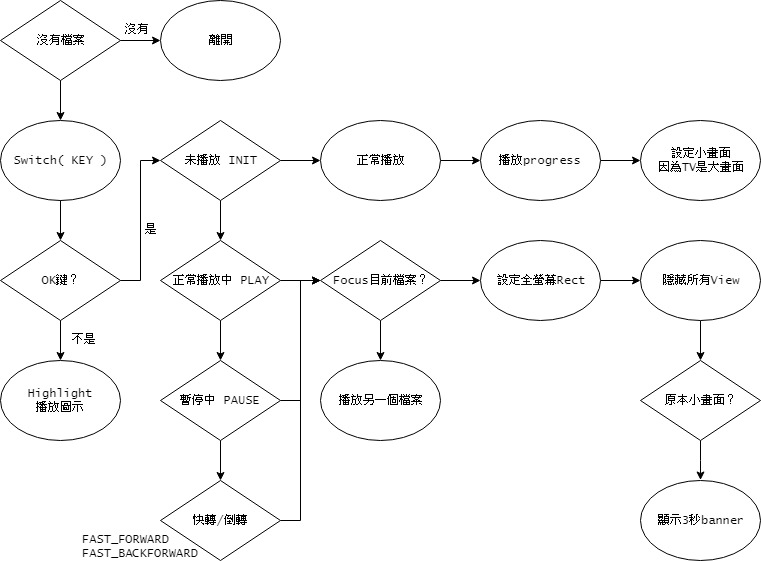 沒有檔案
沒有
離開
Switch( KEY )
未播放 INIT
正常播放
播放progress
設定小畫面
因為TV是大畫面
是
OK鍵？
正常播放中 PLAY
Focus目前檔案？
設定全螢幕Rect
隱藏所有View
不是
Highlight
播放圖示
暫停中 PAUSE
播放另一個檔案
原本小畫面？
快轉/倒轉
顯示3秒banner
FAST_FORWARD
FAST_BACKFORWARD